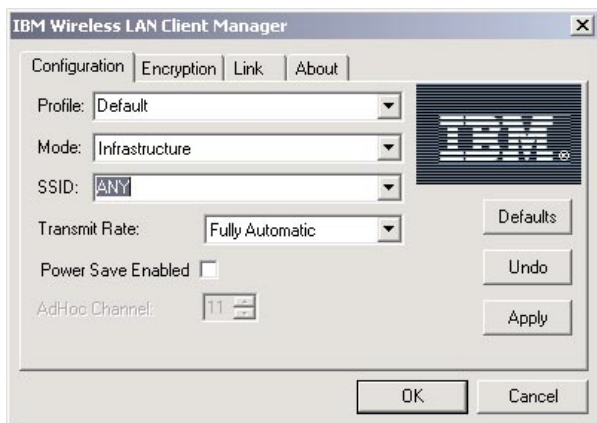 IBM Wireless LAN Client Manager
Configuration Encryption Link About
Profile: Default
Mode: Infrastructure
SSID: ANY
Transmit Rate: Fully Automatic
Power Save Enabled
AdHoc Channel: 11
IBM®
Defaults
Undo
Apply
OK Cancel